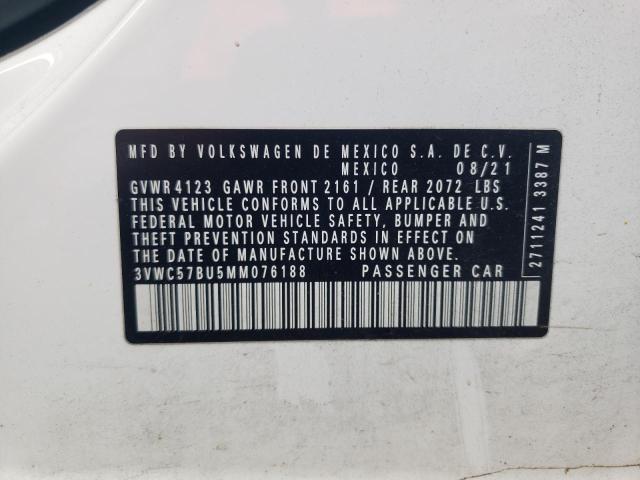 MFD BY VOLKSWAGEN DE MEXICO S.A. DE C.V.
MEXICO 08/21
GVWR 4123 GAWR FRONT 2161 / REAR 2072 LBS
THIS VEHICLE CONFORMS TO ALL APPLICABLE U.S.
FEDERAL MOTOR VEHICLE SAFETY, BUMPER AND
THEFT PREVENTION STANDARDS IN EFFECT ON
THE DATE OF MANUFACTURE SHOWN ABOVE.
3VWC57BU5MM076188 PASSENGER CAR
2711241 3387 M